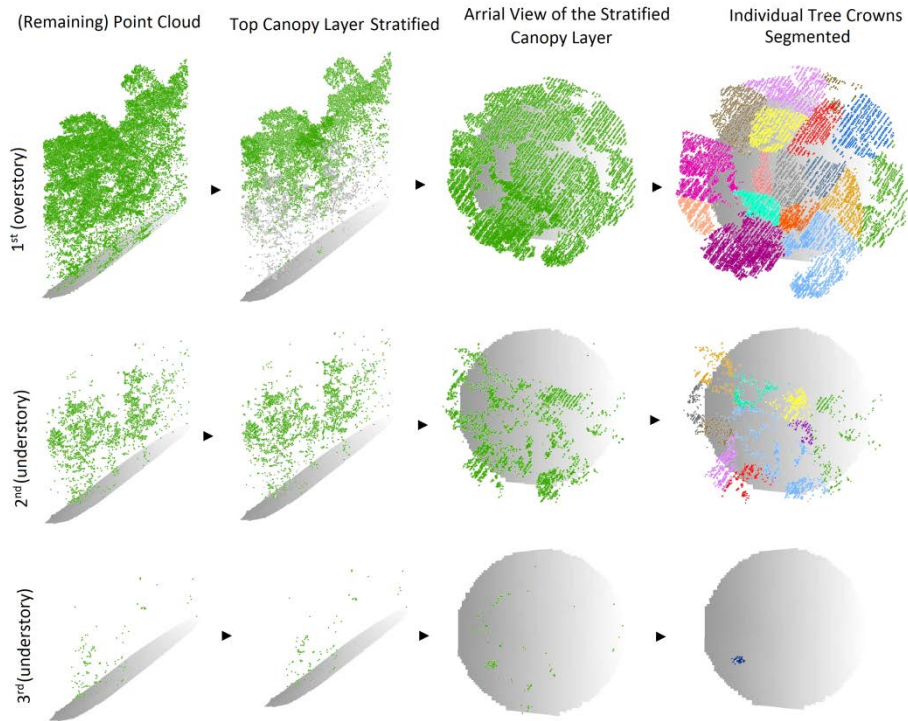 (Remaining) Point Cloud
Top Canopy Layer Stratified
Arrial View of the Stratified
Canopy Layer
Individual Tree Crowns
Segmented
1st (overstory)
2nd (understory)
3rd (understory)